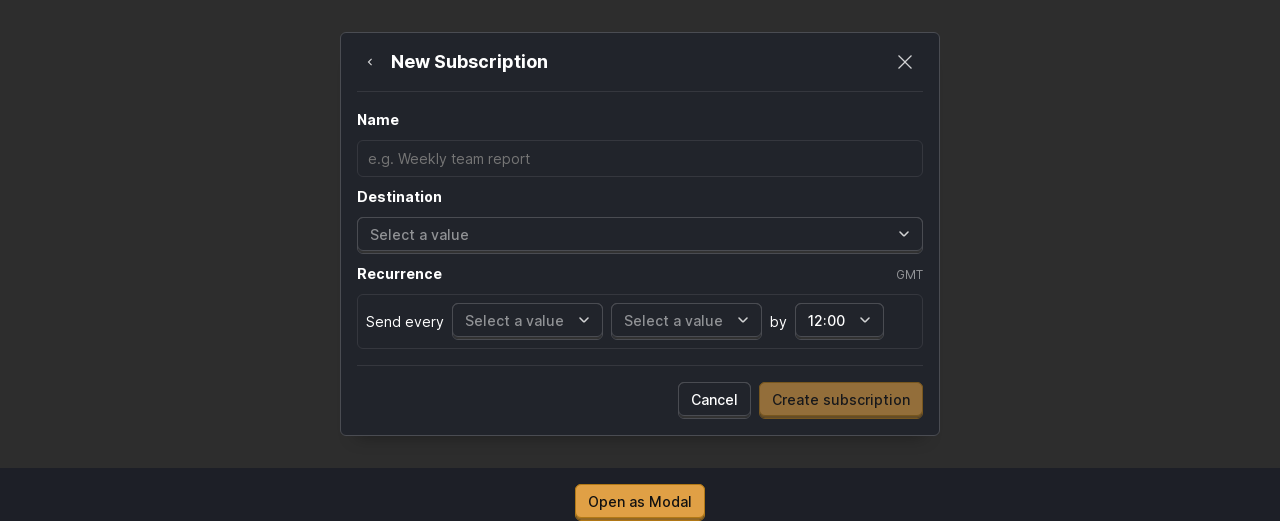 New Subscription
Name
e.g. Weekly team report
Destination
Select a value
Recurrence GMT
Send every Select a value Select a value by 12:00
Cancel Create subscription
Open as Modal